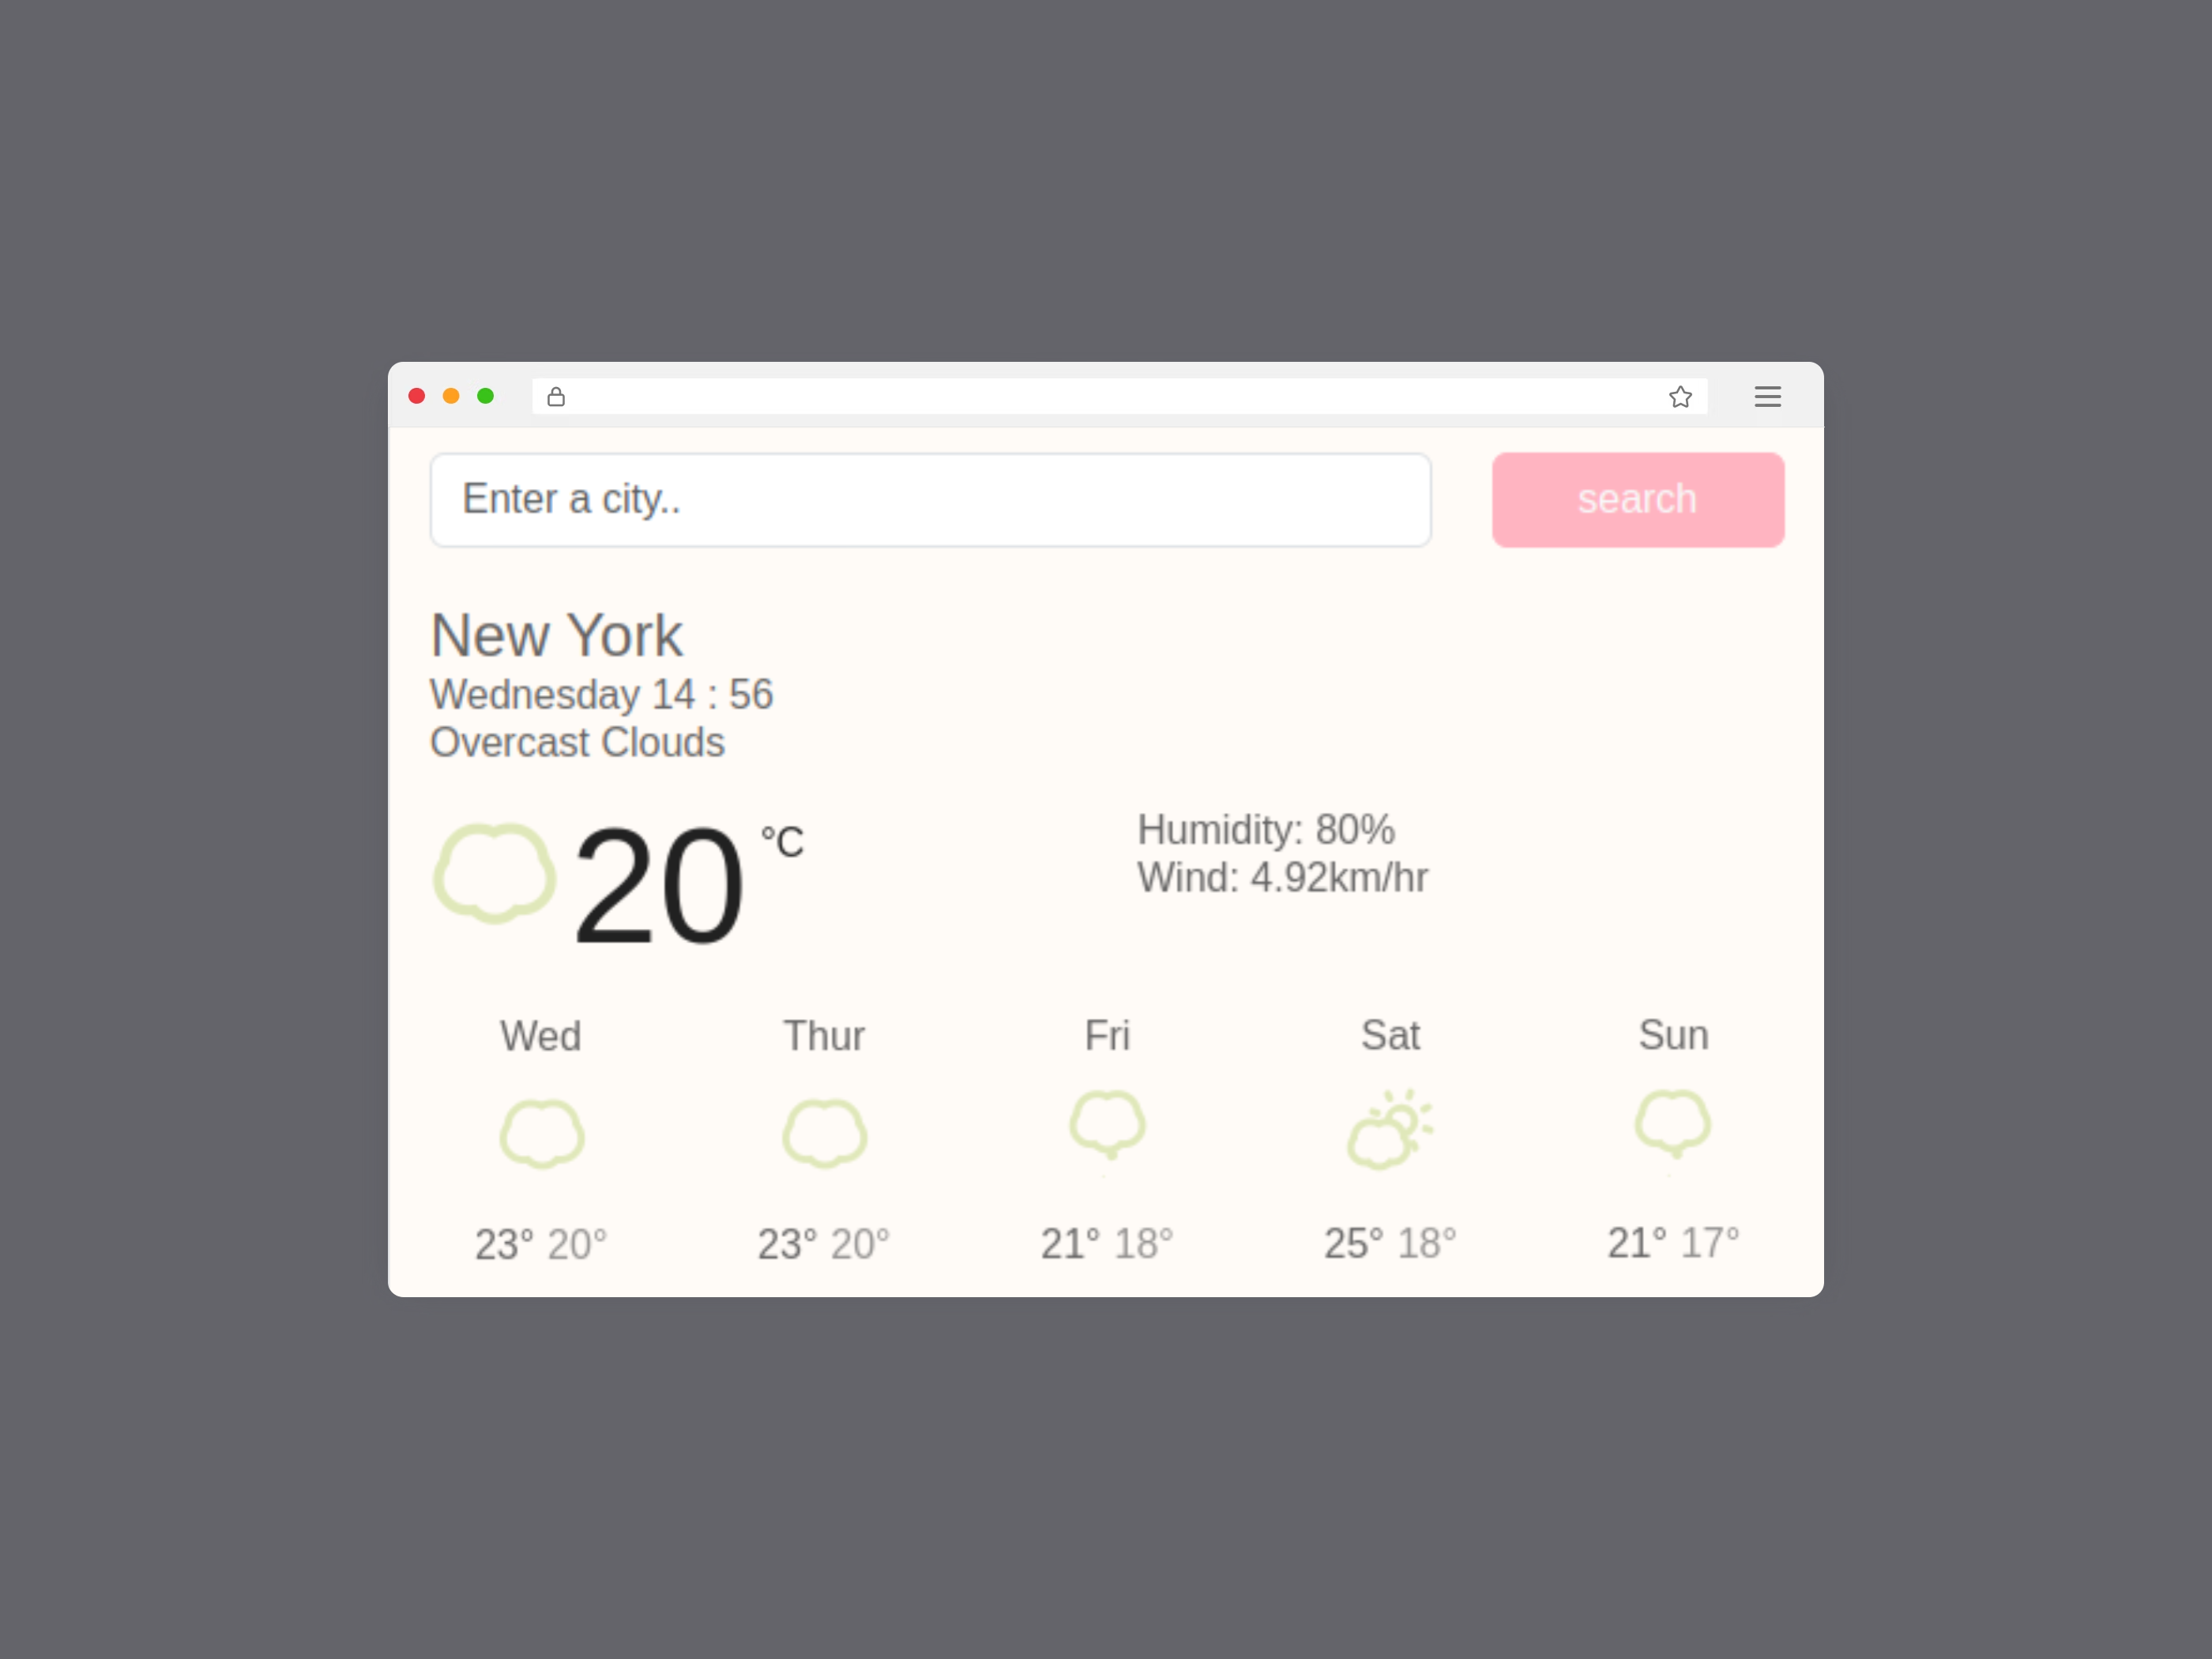 Enter a city..
search
New York
Wednesday 14 : 56
Overcast Clouds
20 °C
Humidity: 80%
Wind: 4.92km/hr
Wed Thur Fri Sat Sun
23° 20° 23° 20° 21° 18° 25° 18° 21° 17°